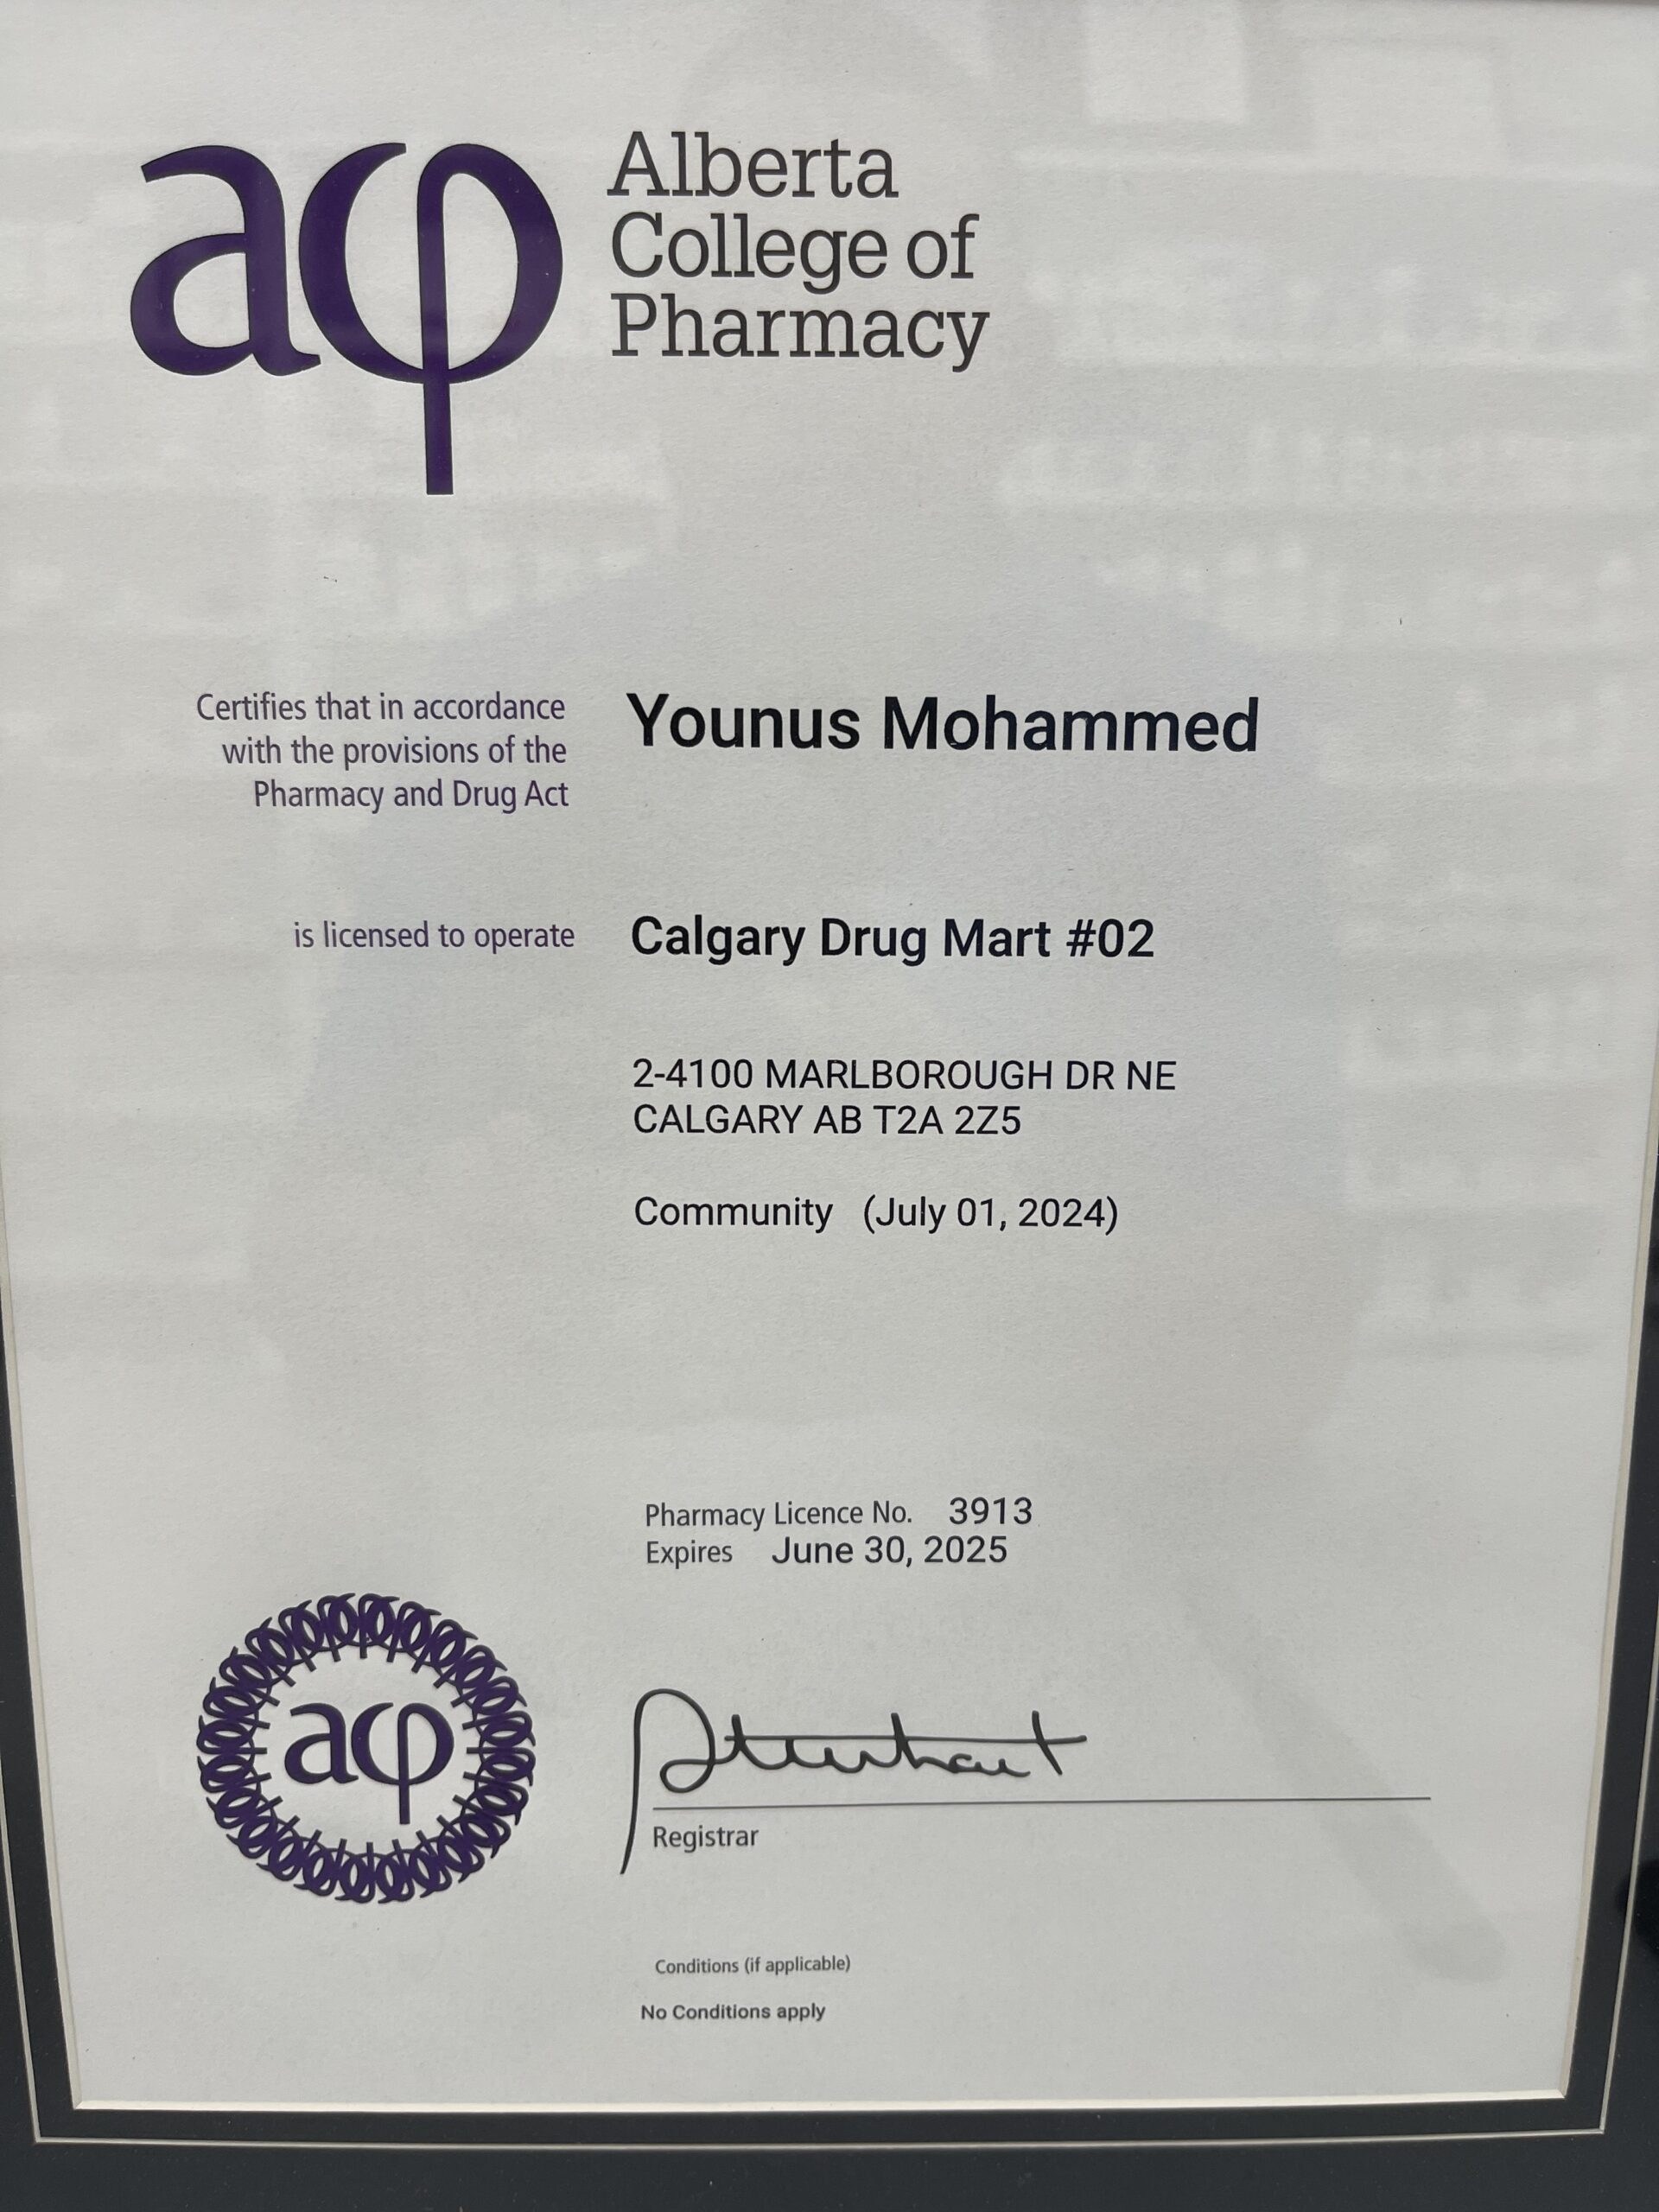 aφ
Alberta
College of
Pharmacy
Certifies that in accordance
with the provisions of the
Pharmacy and Drug Act
Younus Mohammed
is licensed to operate
Calgary Drug Mart #02
2-4100 MARLBOROUGH DR NE
CALGARY AB T2A 2Z5
Community (July 01, 2024)
Pharmacy Licence No. 3913
Expires June 30, 2025
aφ
Registrar
Conditions (if applicable)
No Conditions apply